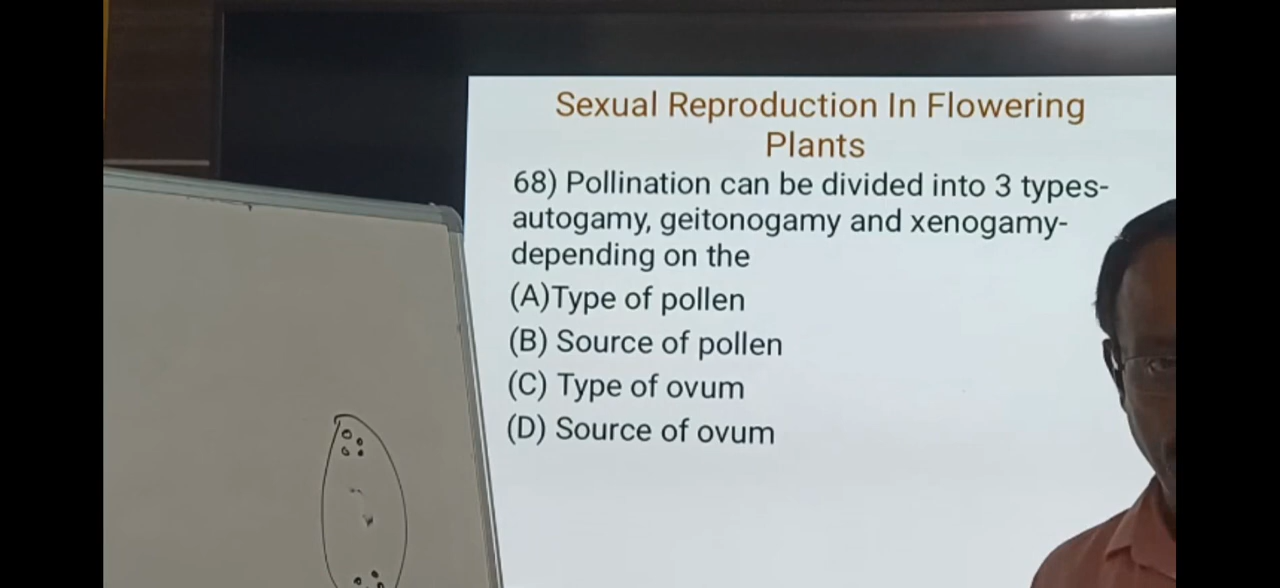 Sexual Reproduction In Flowering
Plants
68) Pollination can be divided into 3 types-
autogamy, geitonogamy and xenogamy-
depending on the
(A)Type of pollen
(B) Source of pollen
(C) Type of ovum
(D) Source of ovum